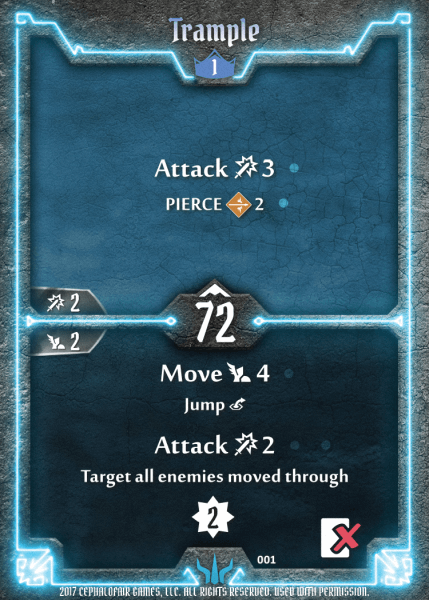 Trample
1
Attack 3
PIERCE 2
2
72
2
Move 4
Jump
Attack 2
Target all enemies moved through
2
001
2017 CEPHALOFAIR GAMES, LLC. ALL RIGHTS RESERVED. USED WITH PERMISSION.